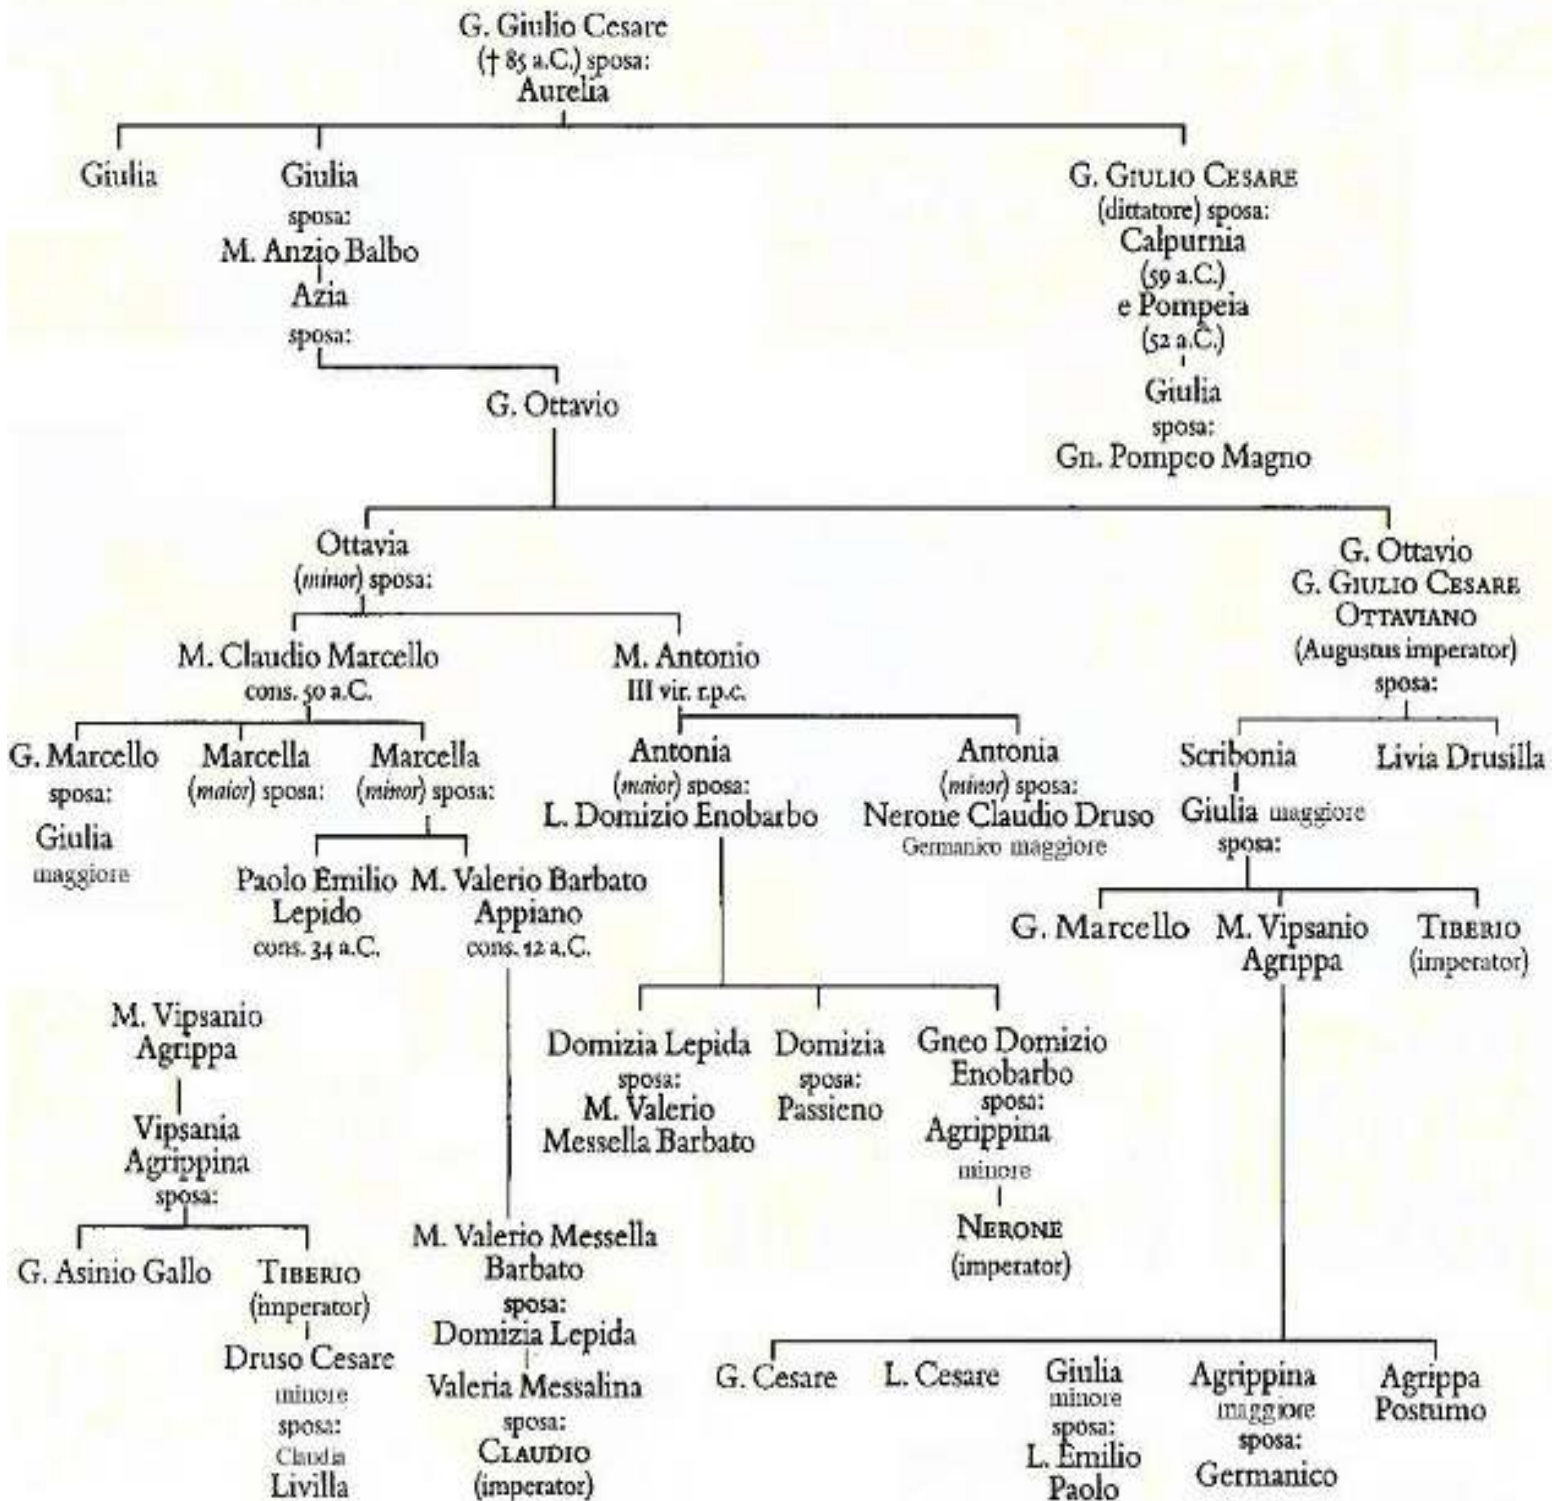 G. Giulio Cesare
(† 85 a.C.) sposa:
Aurelia
Giulia
Giulia
sposa:
M. Anzio Balbo
Azia
sposa:
G. GIULIO CESARE
(dittatore) sposa:
Calpurnia
(59 a.C.)
e Pompeia
(52 a.C.)
Giulia
sposa:
Gn. Pompeo Magno
G. Ottavio
Ottavia
(minor) sposa:
G. Ottavio
G. GIULIO CESARE
OTTAVIANO
(Augustus imperator)
sposa:
M. Claudio Marcello
cons. 50 a.C.
M. Antonio
III vir. r.p.c.
G. Marcello
sposa:
Giulia
maggiore
Marcella
(maior) sposa:
Marcella
(minor) sposa:
Antonia
(maior) sposa:
L. Domizio Enobarbo
Antonia
(minor) sposa:
Nerone Claudio Druso
Germanico maggiore
Scribonia
Giulia maggiore
sposa:
Livia Drusilla
Paolo Emilio
Lepido
cons. 34 a.C.
M. Valerio Barbato
Appiano
cons. 12 a.C.
G. Marcello
M. Vipsanio
Agrippa
TIBERIO
(imperator)
M. Vipsanio
Agrippa
Vipsania
Agrippina
sposa:
Domizia Lepida
sposa:
M. Valerio
Messella Barbato
Domizia
sposa:
Passieno
Gneo Domizio
Enobarbo
sposa:
Agrippina
minore
NERONE
(imperator)
G. Asinio Gallo
TIBERIO
(imperator)
Druso Cesare
minore
sposa:
Claudia
Livilla
M. Valerio Messella
Barbato
sposa:
Domizia Lepida
Valeria Messalina
sposa:
CLAUDIO
(imperator)
G. Cesare
L. Cesare
Giulia
minore
sposa:
L. Emilio
Paolo
Agrippina
maggiore
sposa:
Germanico
Agrippa
Postumo